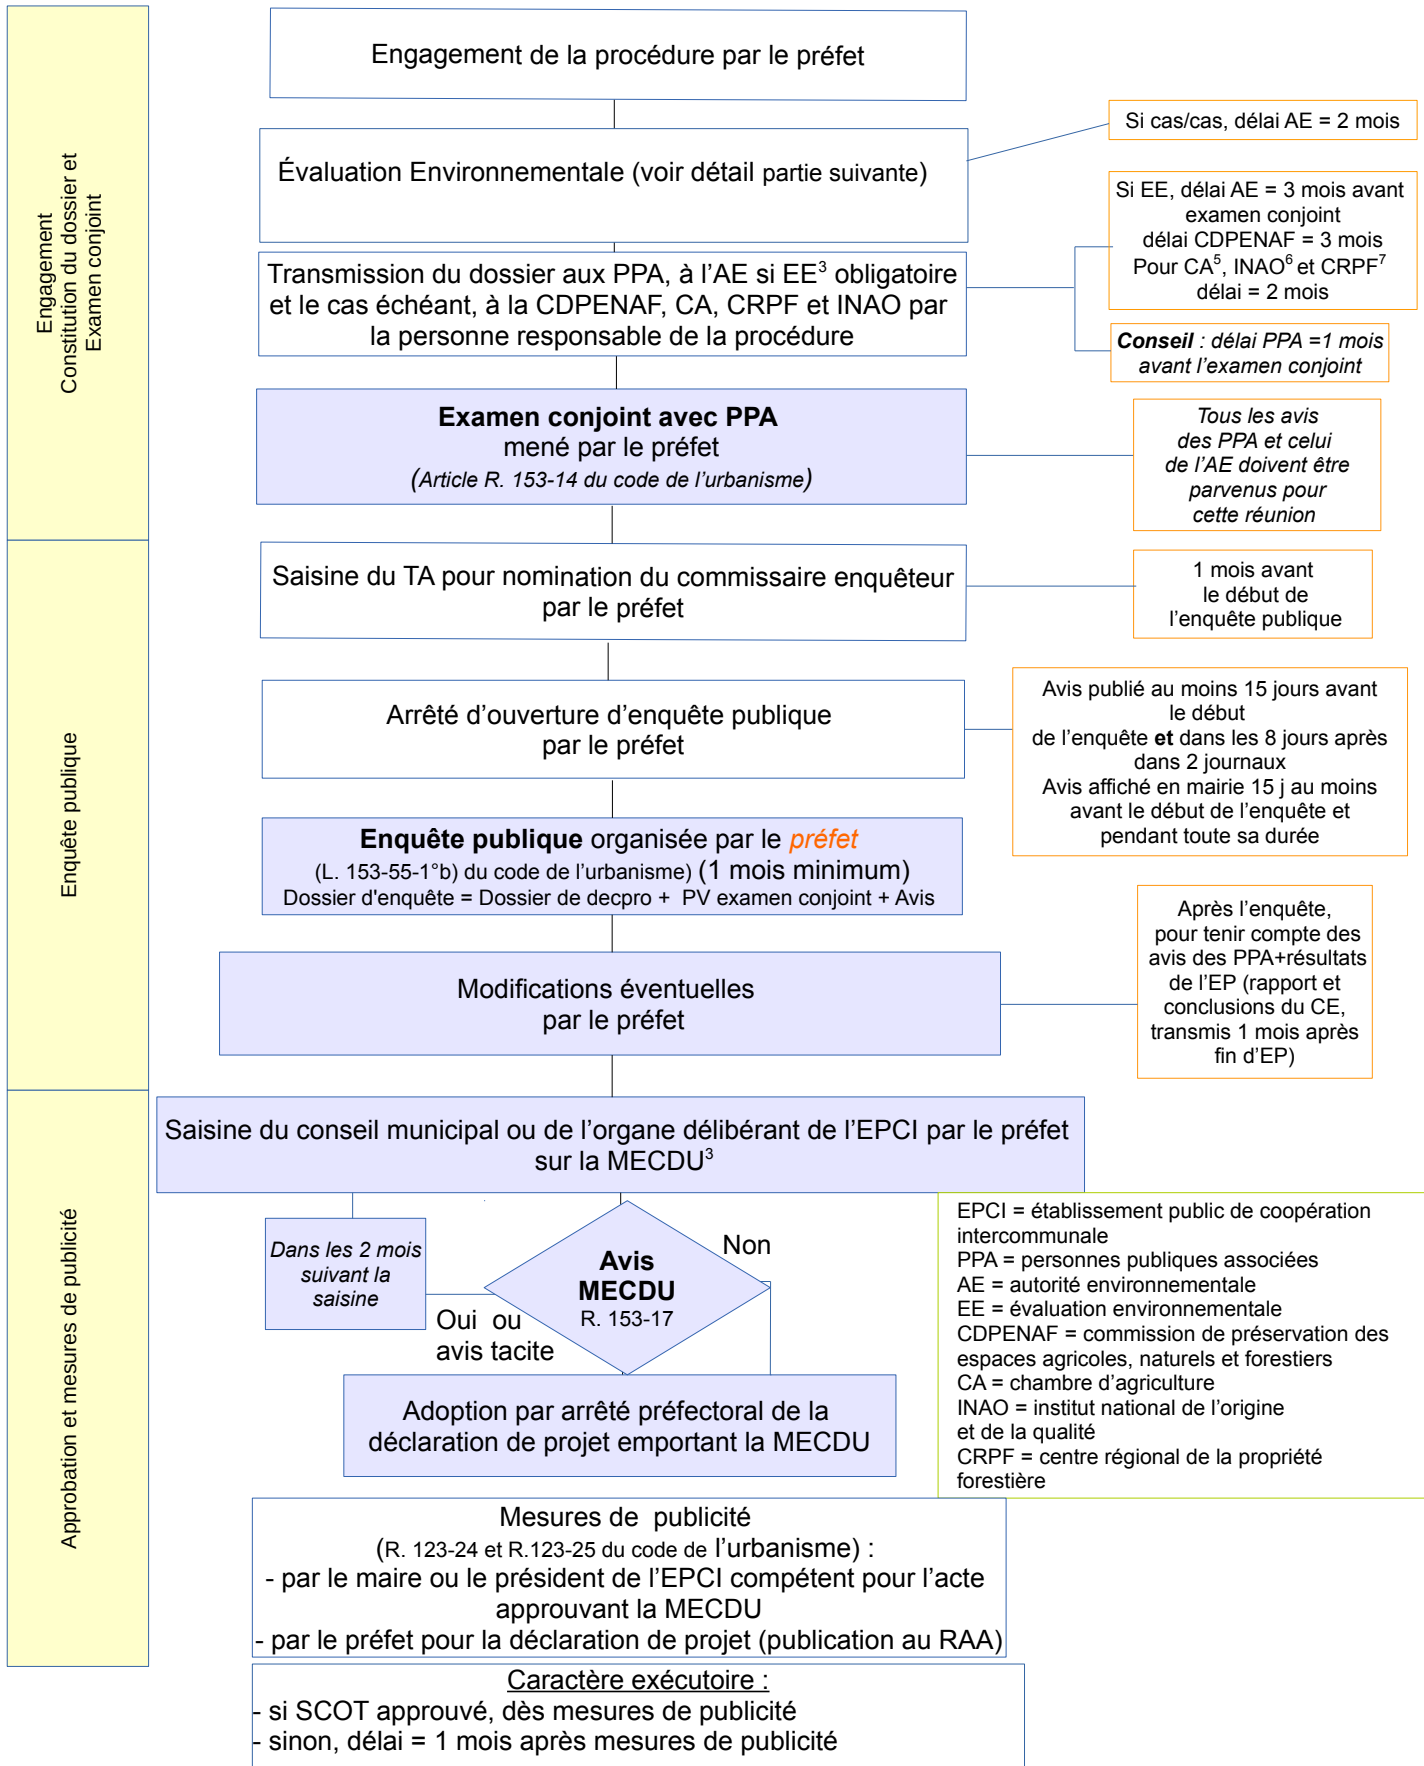 Engagement
Constitution du dossier et
Examen conjoint
Engagement de la procédure par le préfet
Évaluation Environnementale (voir détail partie suivante)
Si cas/cas, délai AE = 2 mois
Transmission du dossier aux PPA, à l’AE si EE³ obligatoire
et le cas échéant, à la CDPENAF, CA, CRPF et INAO par
la personne responsable de la procédure
Si EE, délai AE = 3 mois avant
examen conjoint
délai CDPENAF = 3 mois
Pour CA⁵, INAO⁶ et CRPF⁷
délai = 2 mois
Conseil : délai PPA =1 mois
avant l’examen conjoint
Examen conjoint avec PPA
mené par le préfet
(Article R. 153-14 du code de l’urbanisme)
Tous les avis
des PPA et celui
de l’AE doivent être
parvenus pour
cette réunion
Enquête publique
Saisine du TA pour nomination du commissaire enquêteur
par le préfet
1 mois avant
le début de
l’enquête publique
Arrêté d’ouverture d’enquête publique
par le préfet
Avis publié au moins 15 jours avant
le début
de l’enquête et dans les 8 jours après
dans 2 journaux
Avis affiché en mairie 15 j au moins
avant le début de l’enquête et
pendant toute sa durée
Enquête publique organisée par le préfet
(L. 153-55-1°b) du code de l’urbanisme) (1 mois minimum)
Dossier d'enquête = Dossier de decpro + PV examen conjoint + Avis
Modifications éventuelles
par le préfet
Après l’enquête,
pour tenir compte des
avis des PPA+résultats
de l’EP (rapport et
conclusions du CE,
transmis 1 mois après
fin d’EP)
Approbation et mesures de publicité
Saisine du conseil municipal ou de l’organe délibérant de l’EPCI par le préfet
sur la MECDU³
Dans les 2 mois
suivant la
saisine
Avis
MECDU
R. 153-17
Non
Oui ou
avis tacite
Adoption par arrêté préfectoral de la
déclaration de projet emportant la MECDU
EPCI = établissement public de coopération
intercommunale
PPA = personnes publiques associées
AE = autorité environnementale
EE = évaluation environnementale
CDPENAF = commission de préservation des
espaces agricoles, naturels et forestiers
CA = chambre d’agriculture
INAO = institut national de l’origine
et de la qualité
CRPF = centre régional de la propriété
forestière
Mesures de publicité
(R. 123-24 et R.123-25 du code de l’urbanisme) :
- par le maire ou le président de l’EPCI compétent pour l’acte
approuvant la MECDU
- par le préfet pour la déclaration de projet (publication au RAA)
Caractère exécutoire :
- si SCOT approuvé, dès mesures de publicité
- sinon, délai = 1 mois après mesures de publicité